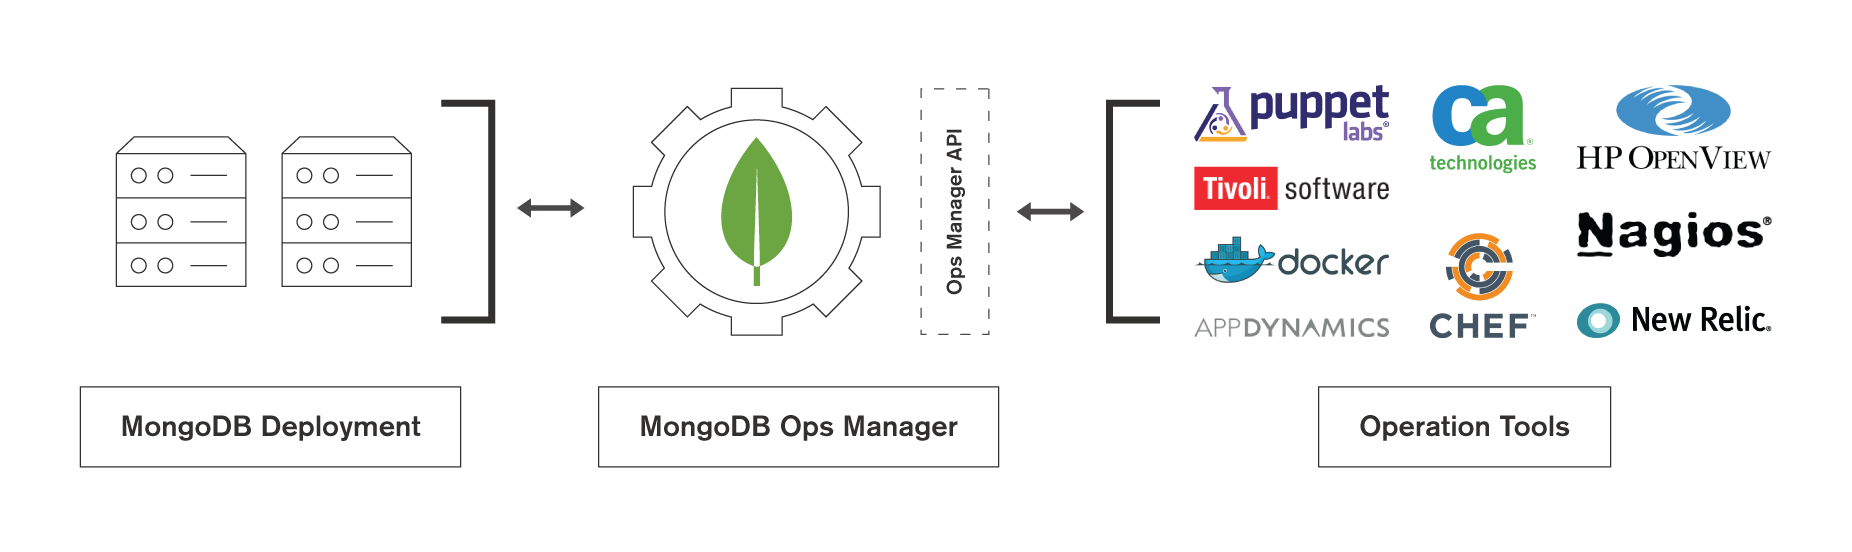 Ops Manager API
puppet
labs®
Tivoli. software
docker
APPDYNAMICS
ca®
technologies
CHEF™
HP OPENVIEW
Nagios®
New Relic®
MongoDB Deployment
MongoDB Ops Manager
Operation Tools